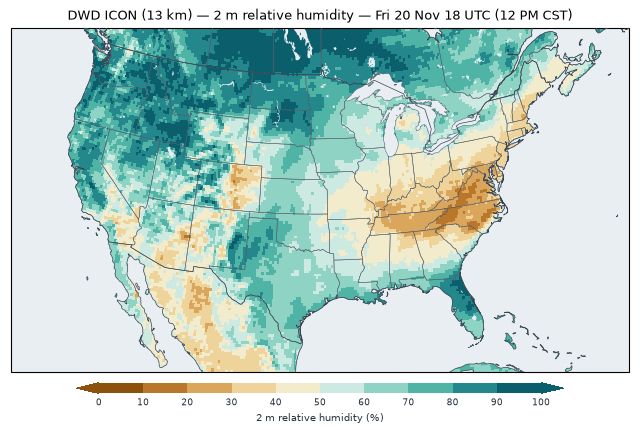 DWD ICON (13 km) — 2 m relative humidity — Fri 20 Nov 18 UTC (12 PM CST)
0 10 20 30 40 50 60 70 80 90 100
2 m relative humidity (%)